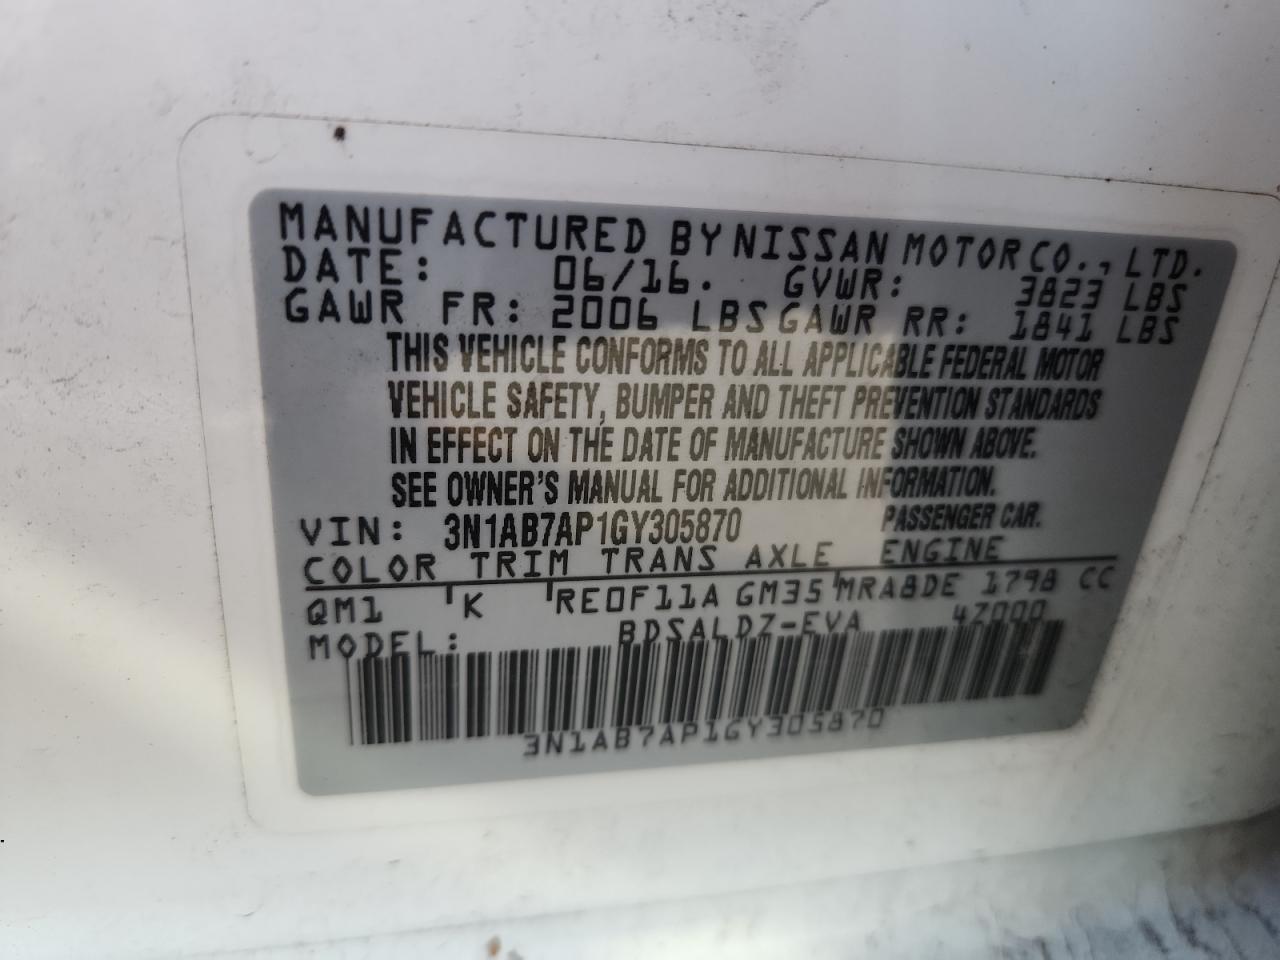 MANUFACTURED BY NISSAN MOTOR CO., LTD.
DATE: 06/16. GVWR: 3823 LBS
GAWR FR: 2006 LBS GAWR RR: 1841 LBS
THIS VEHICLE CONFORMS TO ALL APPLICABLE FEDERAL MOTOR
VEHICLE SAFETY, BUMPER AND THEFT PREVENTION STANDARDS
IN EFFECT ON THE DATE OF MANUFACTURE SHOWN ABOVE.
SEE OWNER'S MANUAL FOR ADDITIONAL INFORMATION.
VIN: 3N1AB7AP1GY305870 PASSENGER CAR.
COLOR TRIM TRANS AXLE ENGINE
QM1 K RE0F11A GM35 MRA8DE 1798 CC
MODEL: BDSALDZ-EVA 4Z000
3N1AB7AP1GY305870